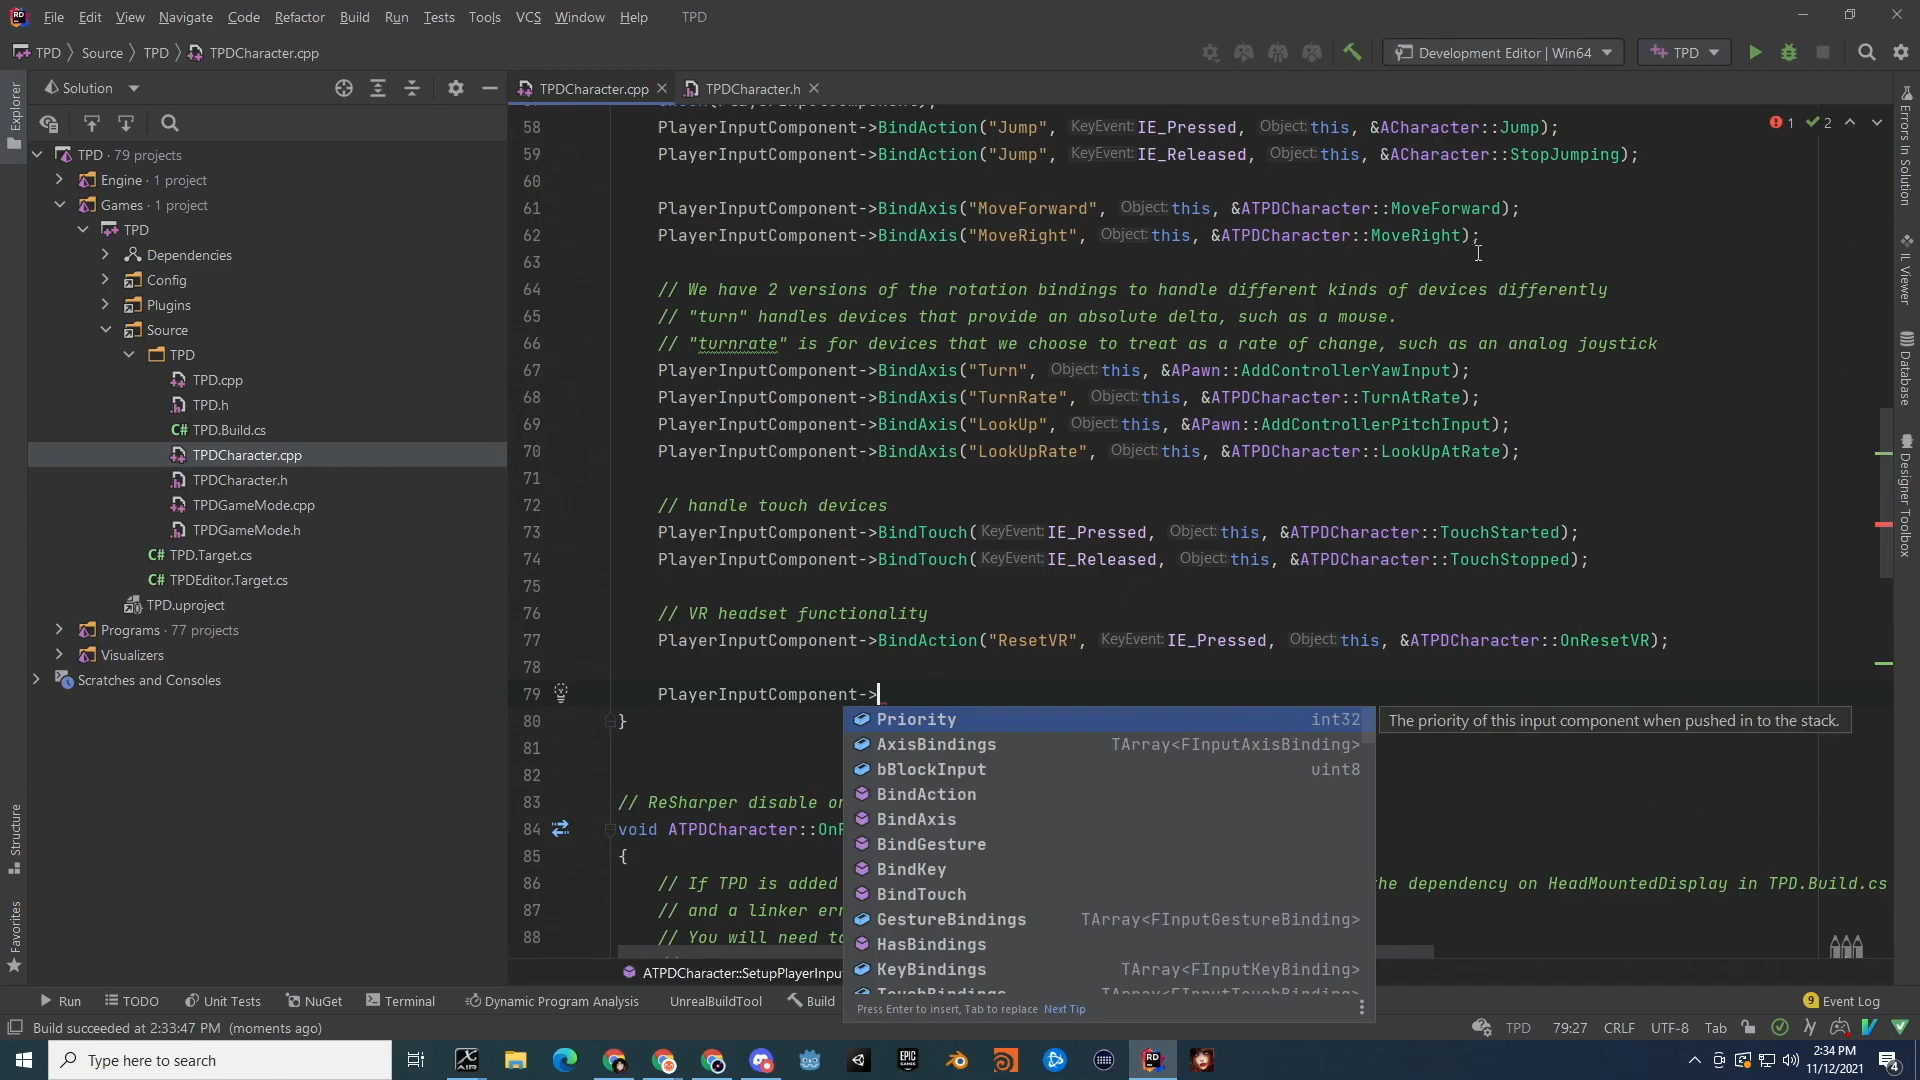 File Edit View Navigate Code Refactor Build Run Tests Tools VCS Window Help TPD
TPD Source TPD TPDCharacter.cpp Development Editor | Win64 TPD
Solution TPDCharacter.cpp TPDCharacter.h
Explorer
TPD · 79 projects
Engine · 1 project
Games · 1 project
TPD
Dependencies
Config
Plugins
Source
TPD
TPD.cpp
TPD.h
C# TPD.Build.cs
TPDCharacter.cpp
TPDCharacter.h
TPDGameMode.cpp
TPDGameMode.h
C# TPD.Target.cs
C# TPDEditor.Target.cs
TPD.uproject
Programs · 77 projects
Visualizers
Scratches and Consoles
Structure
Favorites
1 2
58 PlayerInputComponent->BindAction("Jump", KeyEvent: IE_Pressed, Object: this, &ACharacter::Jump);
59 PlayerInputComponent->BindAction("Jump", KeyEvent: IE_Released, Object: this, &ACharacter::StopJumping);
60
61 PlayerInputComponent->BindAxis("MoveForward", Object: this, &ATPDCharacter::MoveForward);
62 PlayerInputComponent->BindAxis("MoveRight", Object: this, &ATPDCharacter::MoveRight);
63
64 // We have 2 versions of the rotation bindings to handle different kinds of devices differently
65 // "turn" handles devices that provide an absolute delta, such as a mouse.
66 // "turnrate" is for devices that we choose to treat as a rate of change, such as an analog joystick
67 PlayerInputComponent->BindAxis("Turn", Object: this, &APawn::AddControllerYawInput);
68 PlayerInputComponent->BindAxis("TurnRate", Object: this, &ATPDCharacter::TurnAtRate);
69 PlayerInputComponent->BindAxis("LookUp", Object: this, &APawn::AddControllerPitchInput);
70 PlayerInputComponent->BindAxis("LookUpRate", Object: this, &ATPDCharacter::LookUpAtRate);
71
72 // handle touch devices
73 PlayerInputComponent->BindTouch(KeyEvent: IE_Pressed, Object: this, &ATPDCharacter::TouchStarted);
74 PlayerInputComponent->BindTouch(KeyEvent: IE_Released, Object: this, &ATPDCharacter::TouchStopped);
75
76 // VR headset functionality
77 PlayerInputComponent->BindAction("ResetVR", KeyEvent: IE_Pressed, Object: this, &ATPDCharacter::OnResetVR);
78
79 PlayerInputComponent->
80 }
81
82
83 // ReSharper disable
84 void ATPDCharacter::
85 {
86 // If TPD is added he dependency on HeadMountedDisplay in TPD.Build.cs
87 // and a linker
88 // You will need
Priority int32
AxisBindings TArray<FInputAxisBinding>
bBlockInput uint8
BindAction
BindAxis
BindGesture
BindKey
BindTouch
GestureBindings TArray<FInputGestureBinding>
HasBindings
KeyBindings TArray<FInputKeyBinding>
Press Enter to insert, Tab to replace Next Tip
The priority of this input component when pushed in to the stack.
ATPDCharacter::SetupPlayerInpu
Errors In Solution
IL Viewer
Database
Designer Toolbox
Run TODO Unit Tests NuGet Terminal Dynamic Program Analysis UnrealBuildTool Build 9 Event Log
Build succeeded at 2:33:47 PM (moments ago) TPD 79:27 CRLF UTF-8 Tab
Type here to search
2:34 PM
11/12/2021
4